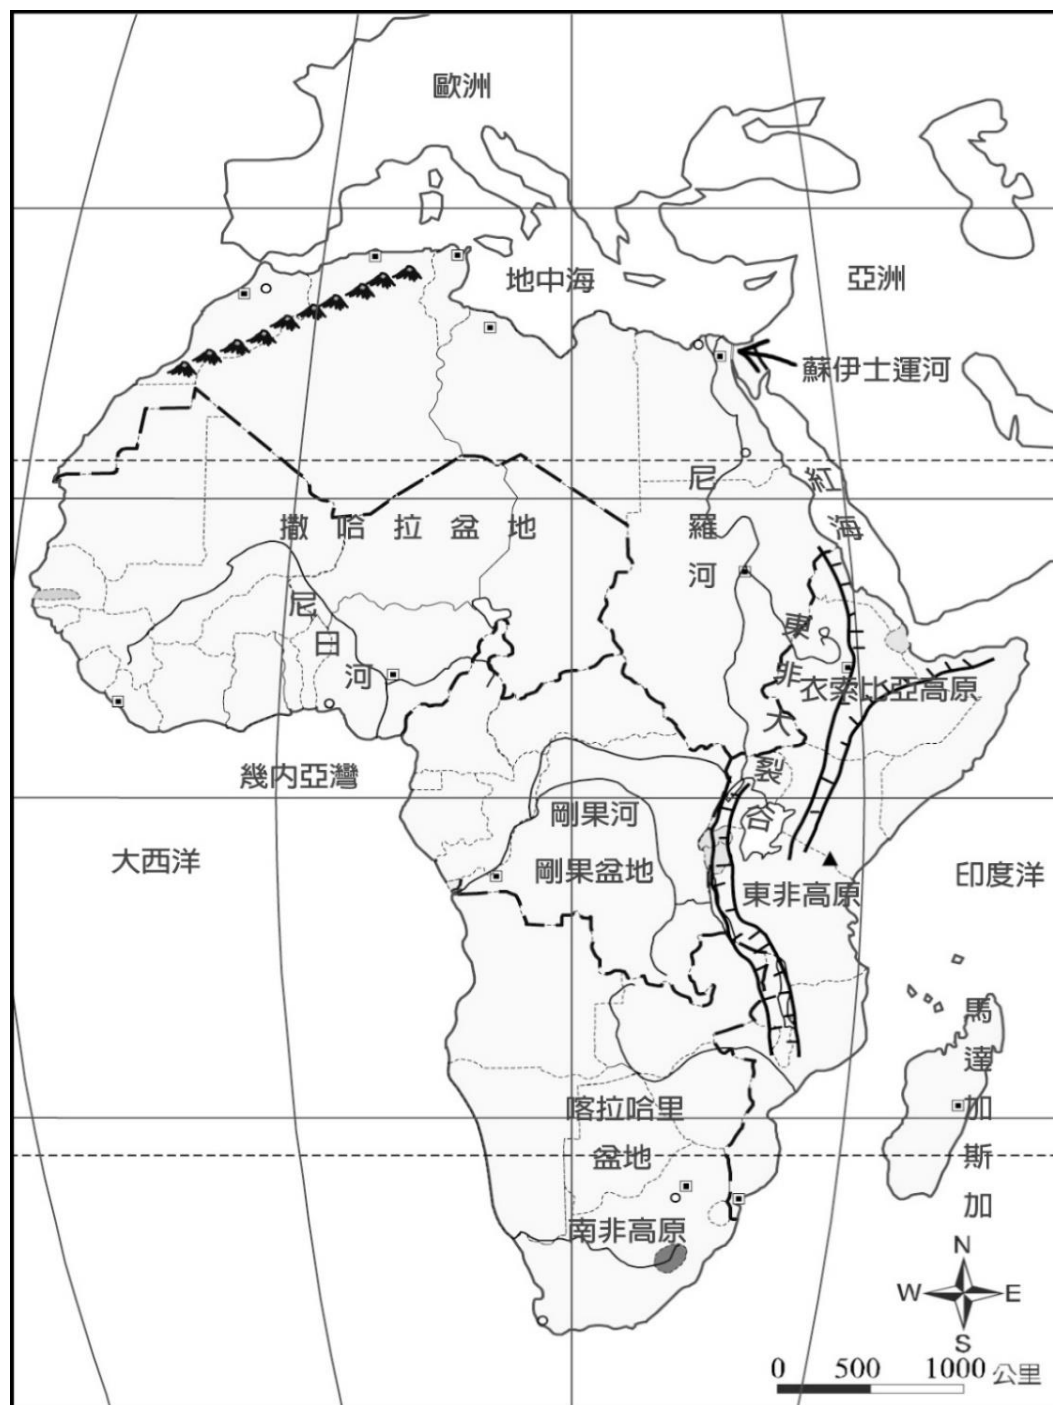 歐洲
地中海
亞洲
蘇伊士運河
尼羅河
紅海
撒哈拉盆地
尼日河
東非大裂谷
衣索比亞高原
幾內亞灣
剛果河
大西洋
剛果盆地
印度洋
東非高原
馬達加斯加
喀拉哈里
盆地
南非高原
N
W E
S
0 500 1000 公里